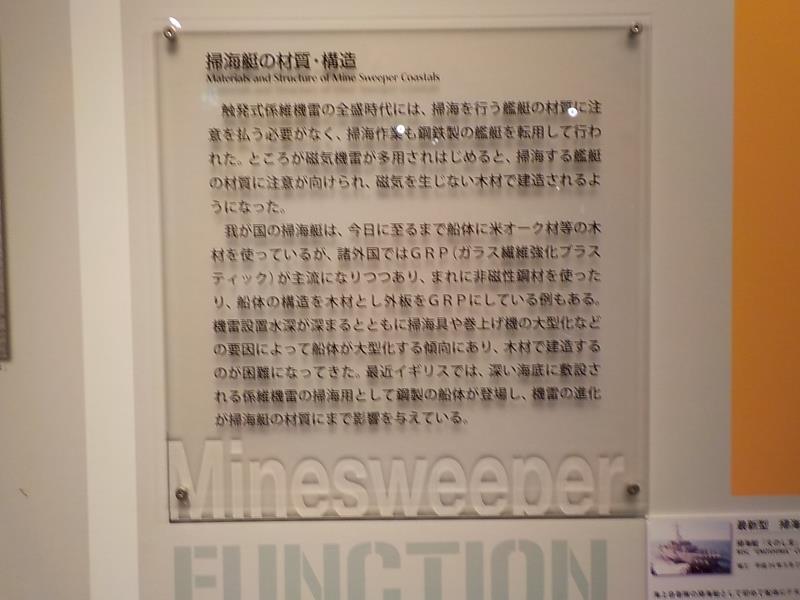 掃海艇の材質・構造
Materials and Structure of Mine Sweeper Coastals
触発式係維機雷の全盛時代には、掃海を行う艦艇の材質に注
意を払う必要がなく、掃海作業も鋼鉄製の艦艇を転用して行わ
れた。ところが磁気機雷が多用されはじめると、掃海する艦艇
の材質に注意が向けられ、磁気を生じない木材で建造されるよ
うになった。
我が国の掃海艇は、今日に至るまで船体に米オーク材等の木
材を使っているが、諸外国ではGRP(ガラス繊維強化プラス
ティック)が主流になりつつあり、まれに非磁性鋼材を使った
り、船体の構造を木材とし外板をGRPにしている例もある。
機雷設置水深が深まるとともに掃海具や巻上げ機の大型化など
の要因によって船体が大型化する傾向にあり、木材で建造する
のが困難になってきた。最近イギリスでは、深い海底に敷設さ
れる係維機雷の掃海用として鋼製の船体が登場し、機雷の進化
が掃海艇の材質にまで影響を与えている。
Minesweeper
FUNCTION
最新型 掃海